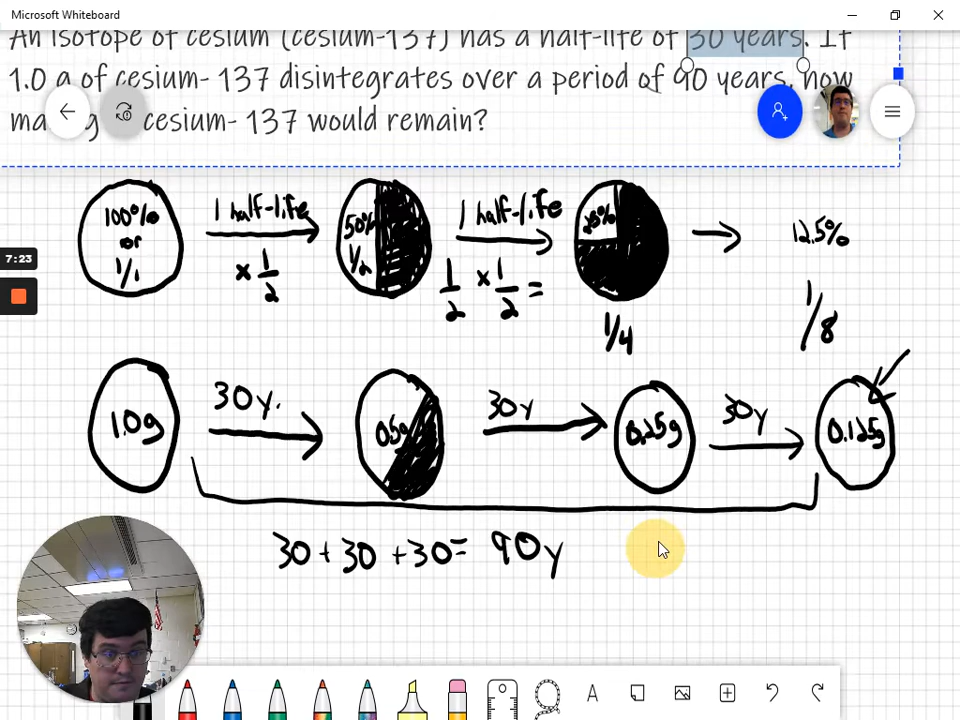 Microsoft Whiteboard
An isotope of cesium (cesium-137) has a half-life of 30 years. If
1.0 g of cesium- 137 disintegrates over a period of 90 years, how
cesium- 137 would remain?
7:23
100% or 1/1
1 half-life
x 1/2
50% 1/2
1 half-life
1/2 x 1/2 =
25%
1/4
12.5%
1/8
1.0g
30y.
0.5g
30y
0.25g
30y
0.125g
30 + 30 + 30 = 90y